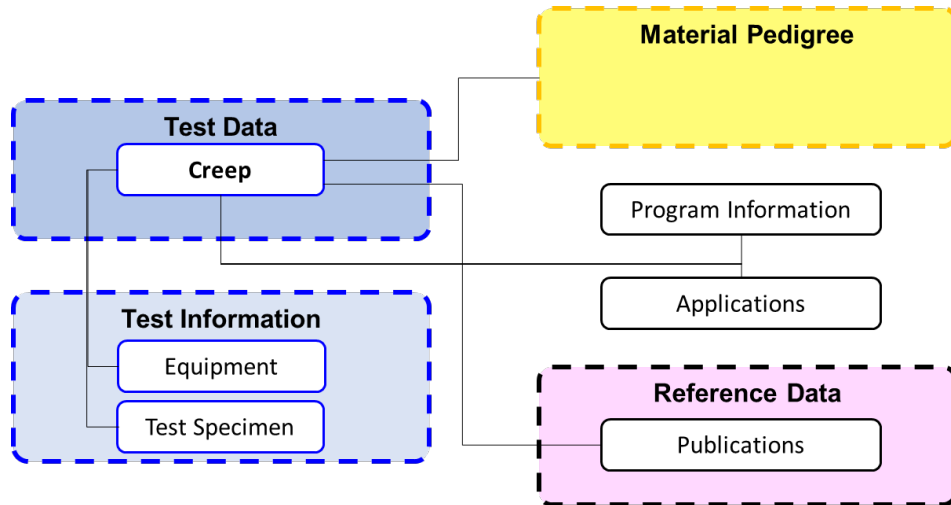 Material Pedigree
Test Data
Creep
Program Information
Applications
Test Information
Equipment
Test Specimen
Reference Data
Publications